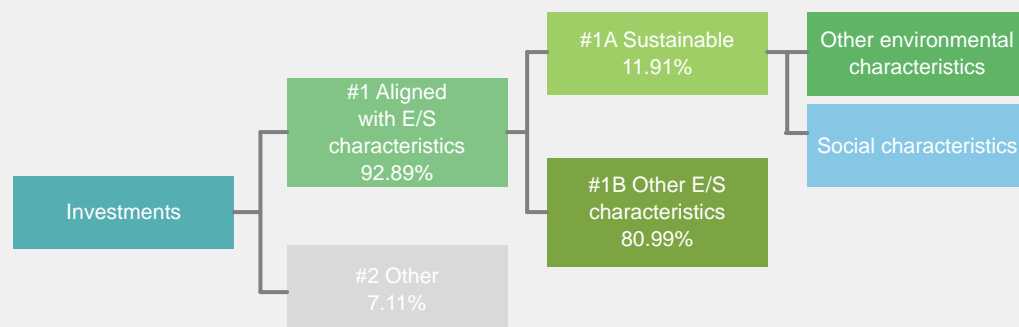 Investments
#1 Aligned
with E/S
characteristics
92.89%
#2 Other
7.11%
#1A Sustainable
11.91%
#1B Other E/S
characteristics
80.99%
Other environmental
characteristics
Social characteristics